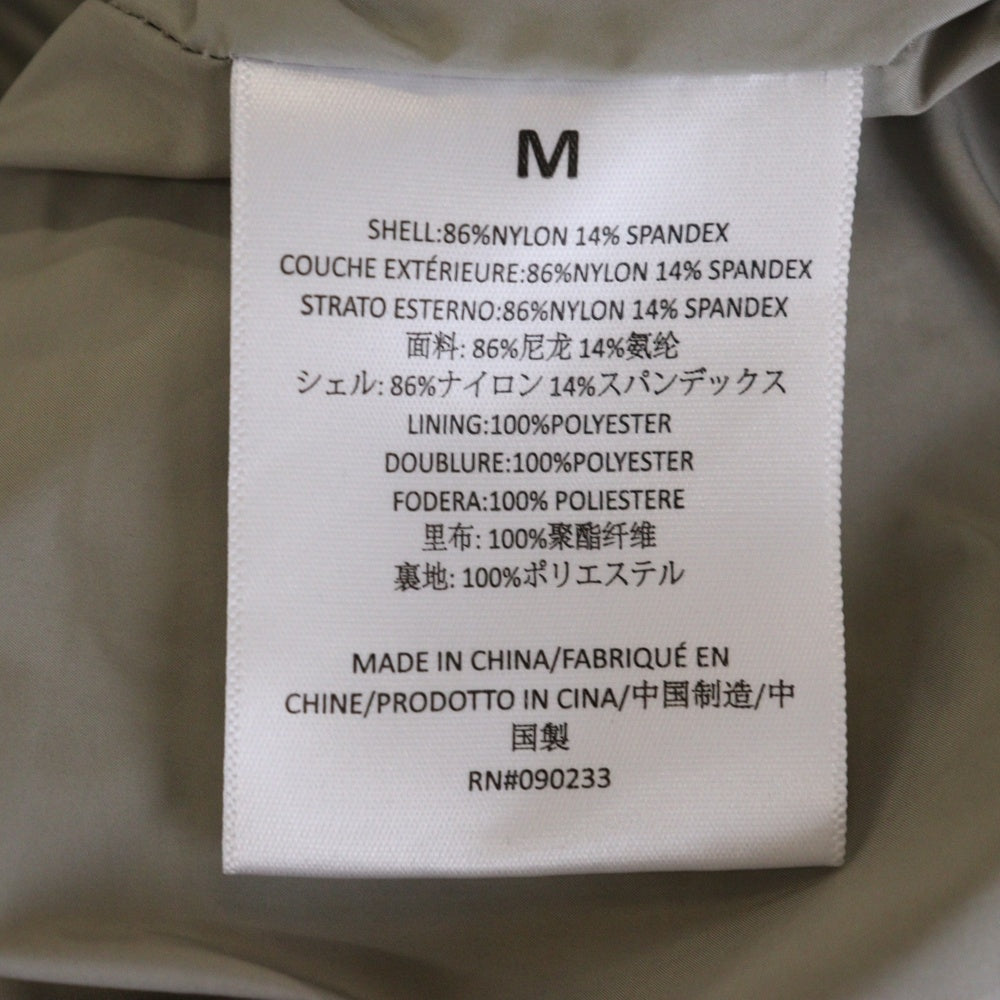 M
SHELL:86%NYLON 14% SPANDEX
COUCHE EXTÉRIEURE:86%NYLON 14% SPANDEX
STRATO ESTERNO:86%NYLON 14% SPANDEX
面料: 86%尼龙 14%氨纶
シェル: 86%ナイロン 14%スパンデックス
LINING:100%POLYESTER
DOUBLURE:100%POLYESTER
FODERA:100% POLIESTERE
里布: 100%聚酯纤维
裏地: 100%ポリエステル
MADE IN CHINA/FABRIQUÉ EN
CHINE/PRODOTTO IN CINA/中国制造/中
国製
RN#090233